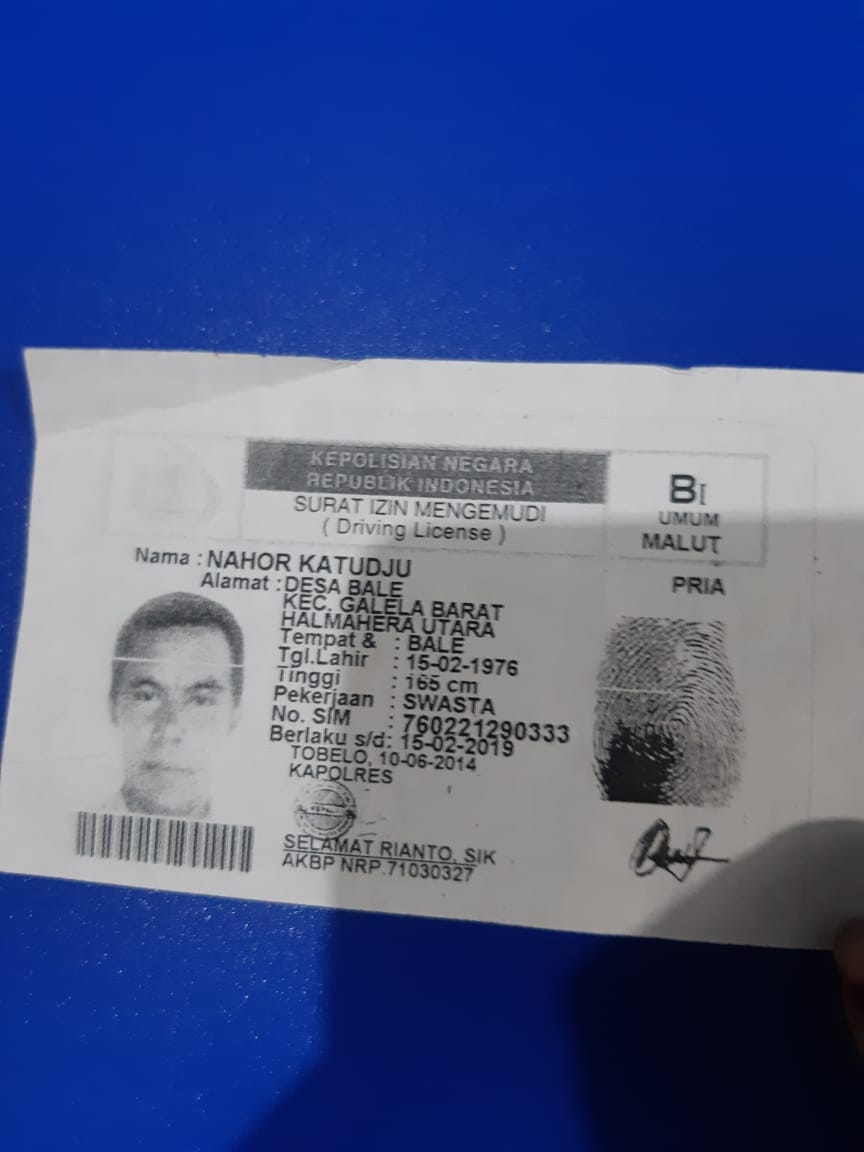 KEPOLISIAN NEGARA
REPUBLIK INDONESIA
SURAT IZIN MENGEMUDI
( Driving License )
BI
UMUM
MALUT
PRIA
Nama : NAHOR KATUDJU
Alamat : DESA BALE
KEC. GALELA BARAT
HALMAHERA UTARA
Tempat & : BALE
Tgl.Lahir : 15-02-1976
Tinggi : 165 cm
Pekerjaan : SWASTA
No. SIM : 760221290333
Berlaku s/d: 15-02-2019
TOBELO, 10-06-2014
KAPOLRES
SELAMAT RIANTO, SIK
AKBP NRP.71030327